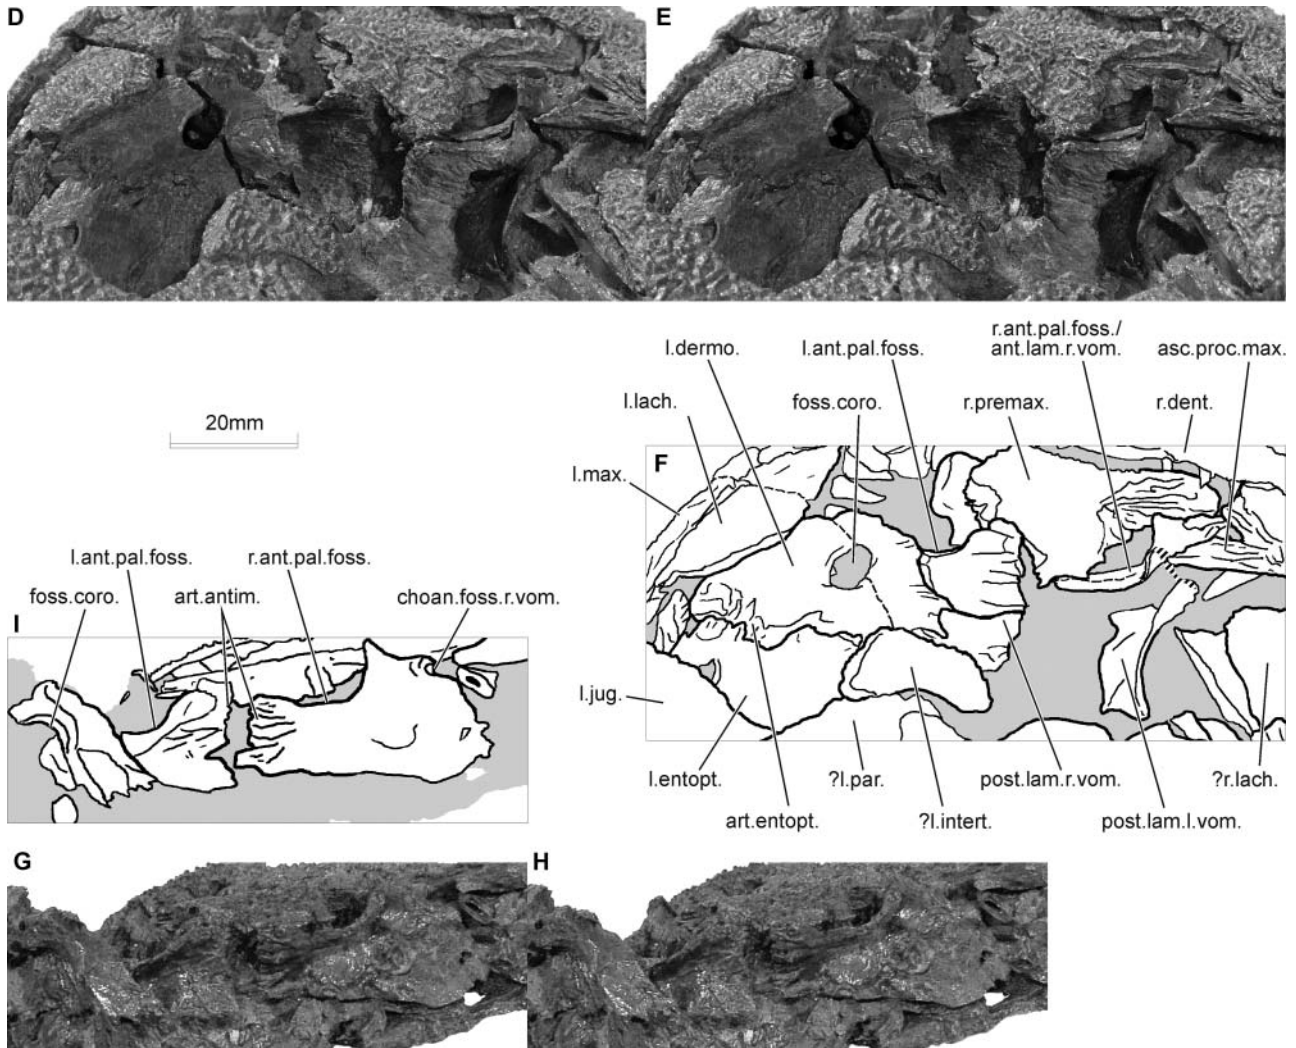 D
E
r.ant.pal.foss./
ant.lam.r.vom.
l.dermo.
l.ant.pal.foss.
asc.proc.max.
l.lach.
foss.coro.
r.premax.
r.dent.
20mm
F
l.max.
l.ant.pal.foss.
r.ant.pal.foss.
foss.coro.
art.antim.
choan.foss.r.vom.
I
l.jug.
l.entopt.
?l.par.
post.lam.r.vom.
?r.lach.
art.entopt.
?l.intert.
post.lam.l.vom.
G
H